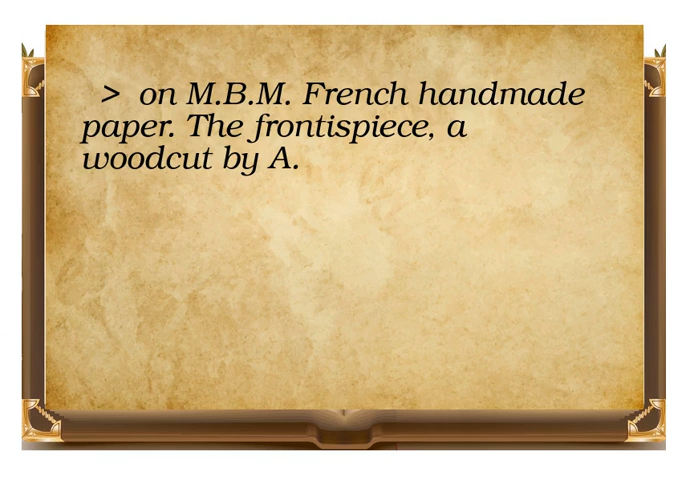 > on M.B.M. French handmade
paper. The frontispiece, a
woodcut by A.